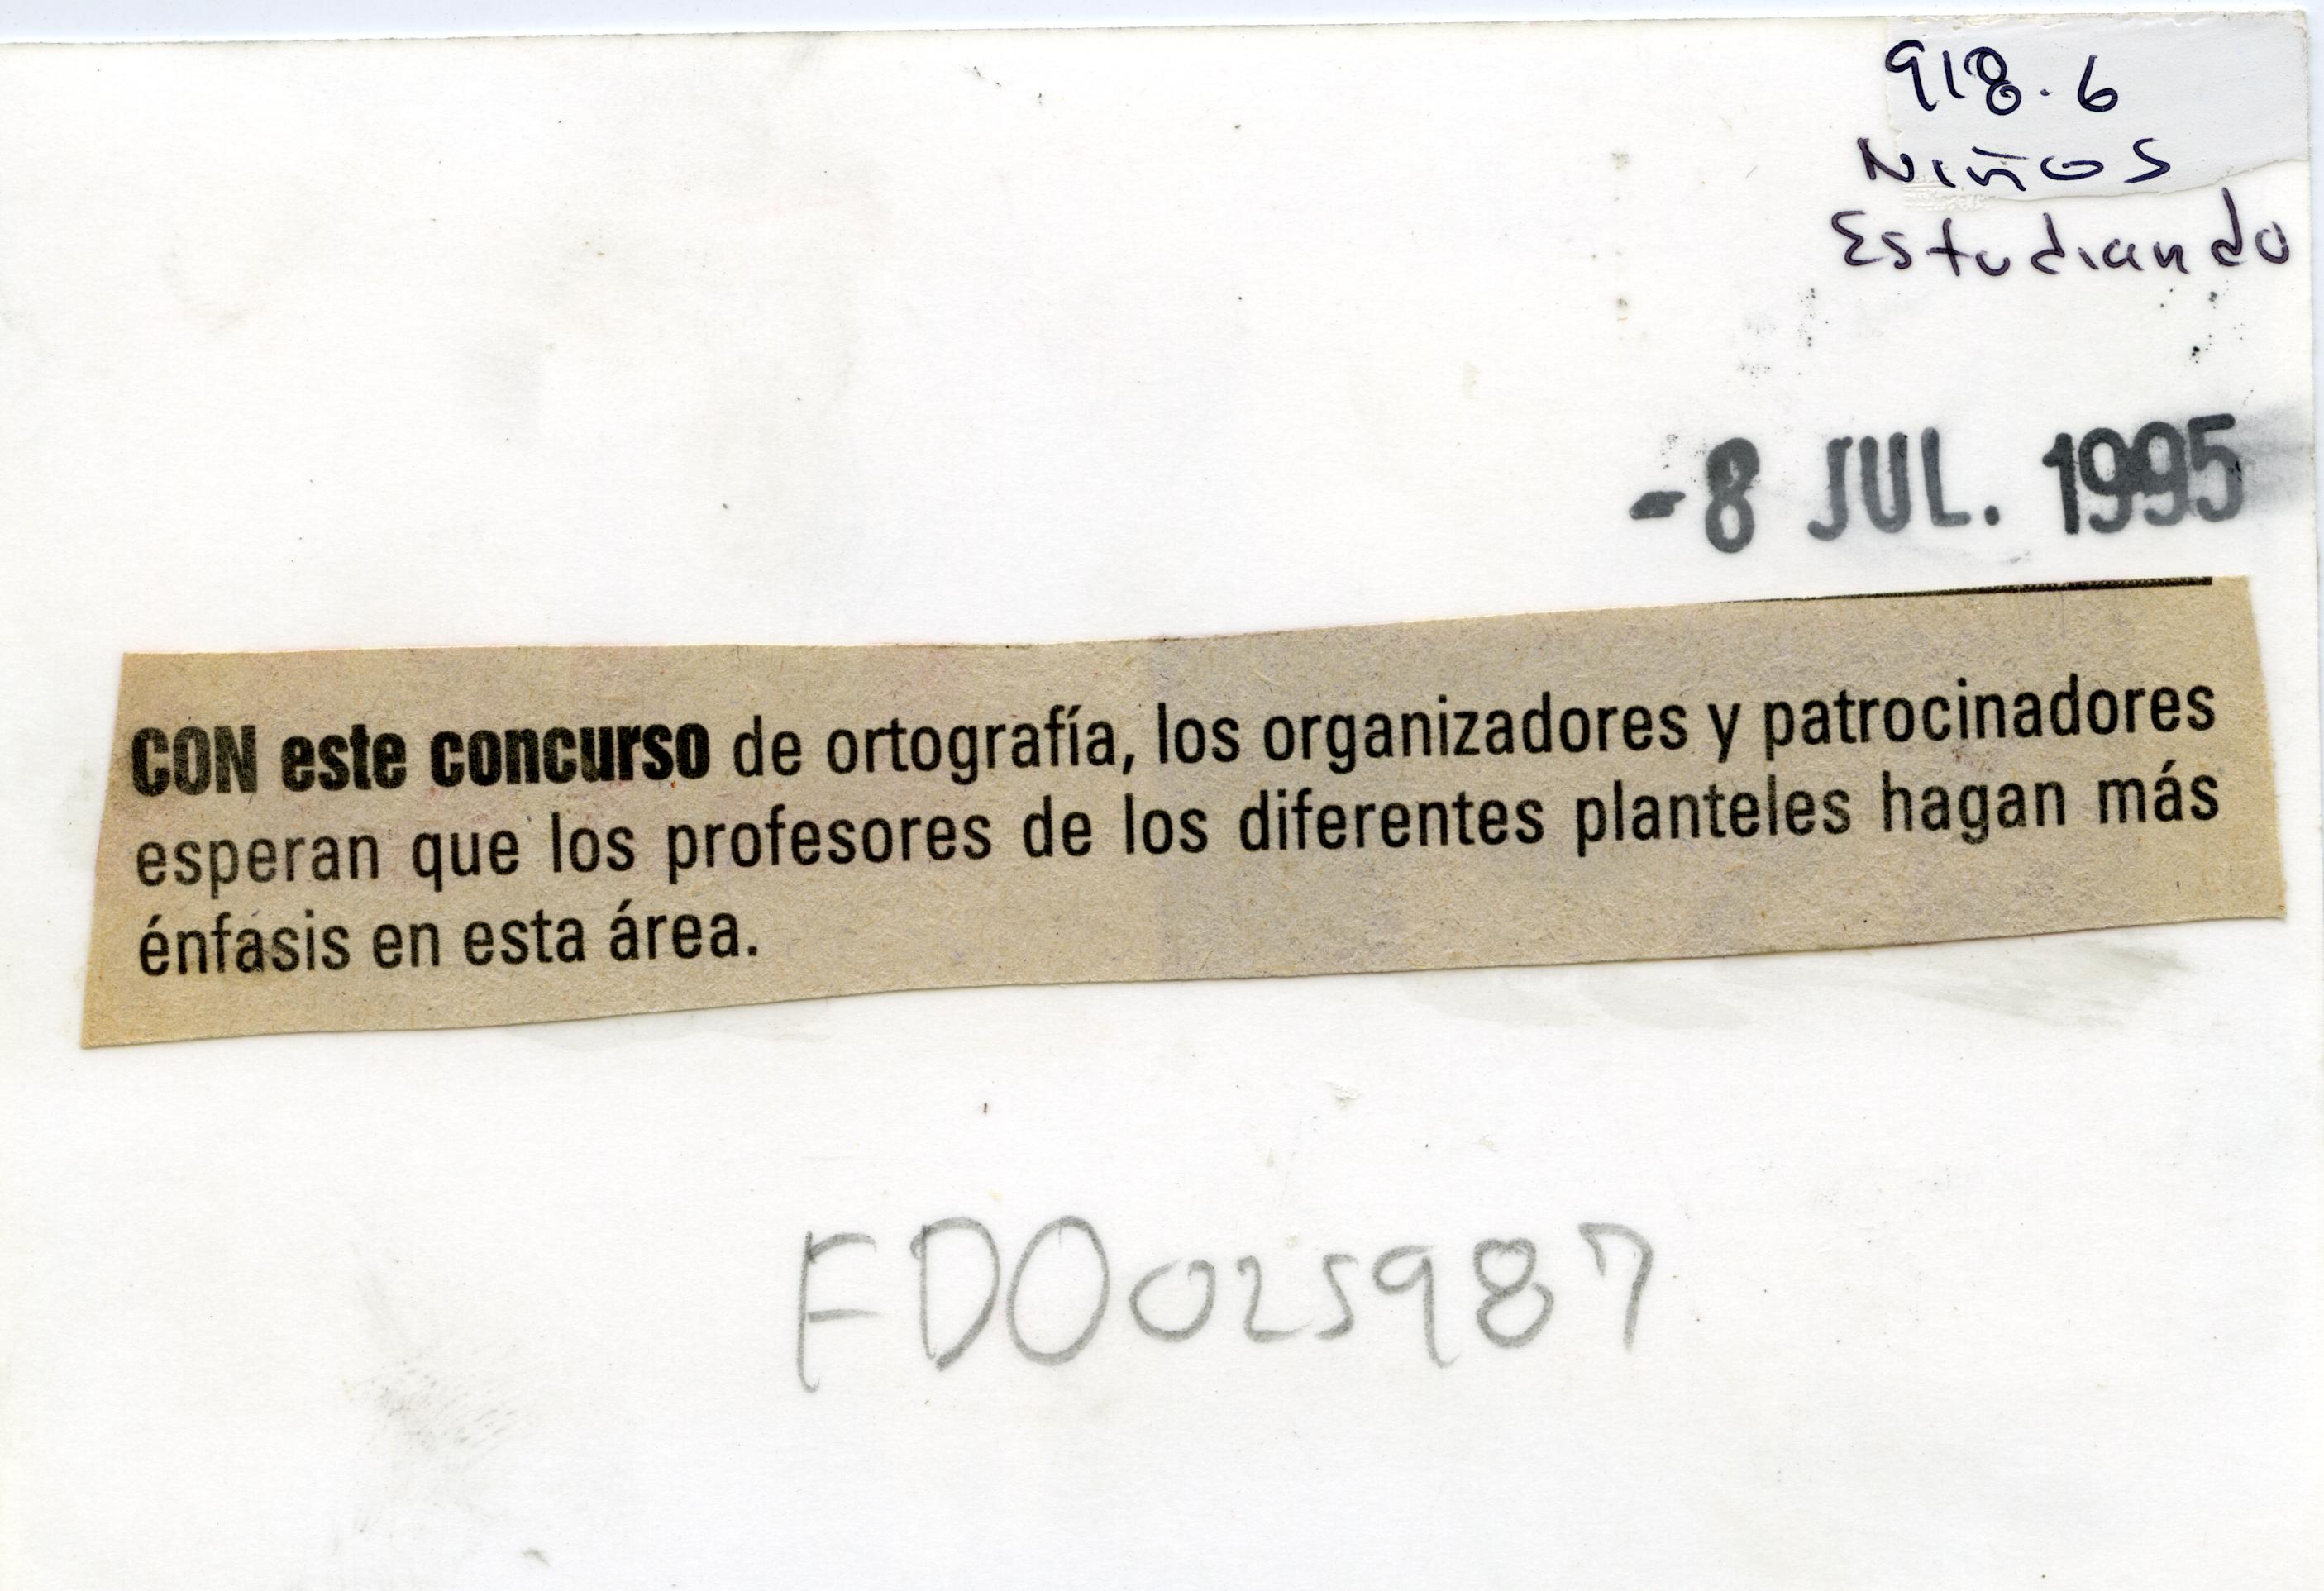 918.6
Niños
Estudiando
-8 JUL. 1995
CON este concurso de ortografía, los organizadores y patrocinadores
esperan que los profesores de los diferentes planteles hagan más
énfasis en esta área.
FDO025987